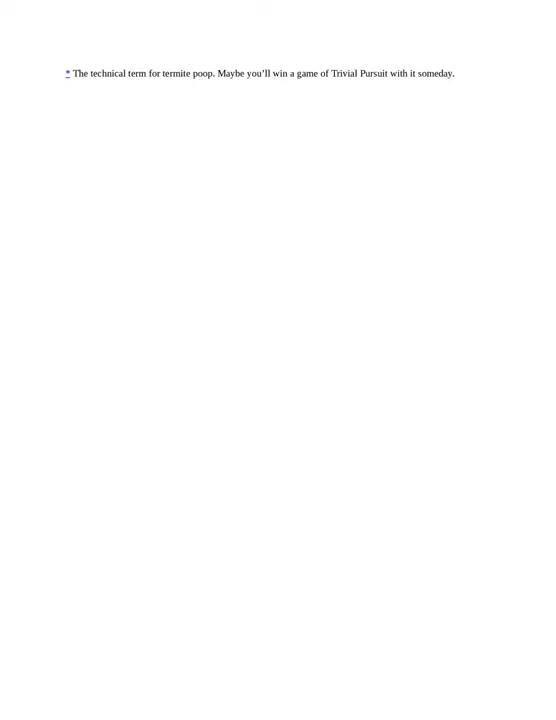 * The technical term for termite poop. Maybe you’ll win a game of Trivial Pursuit with it someday.